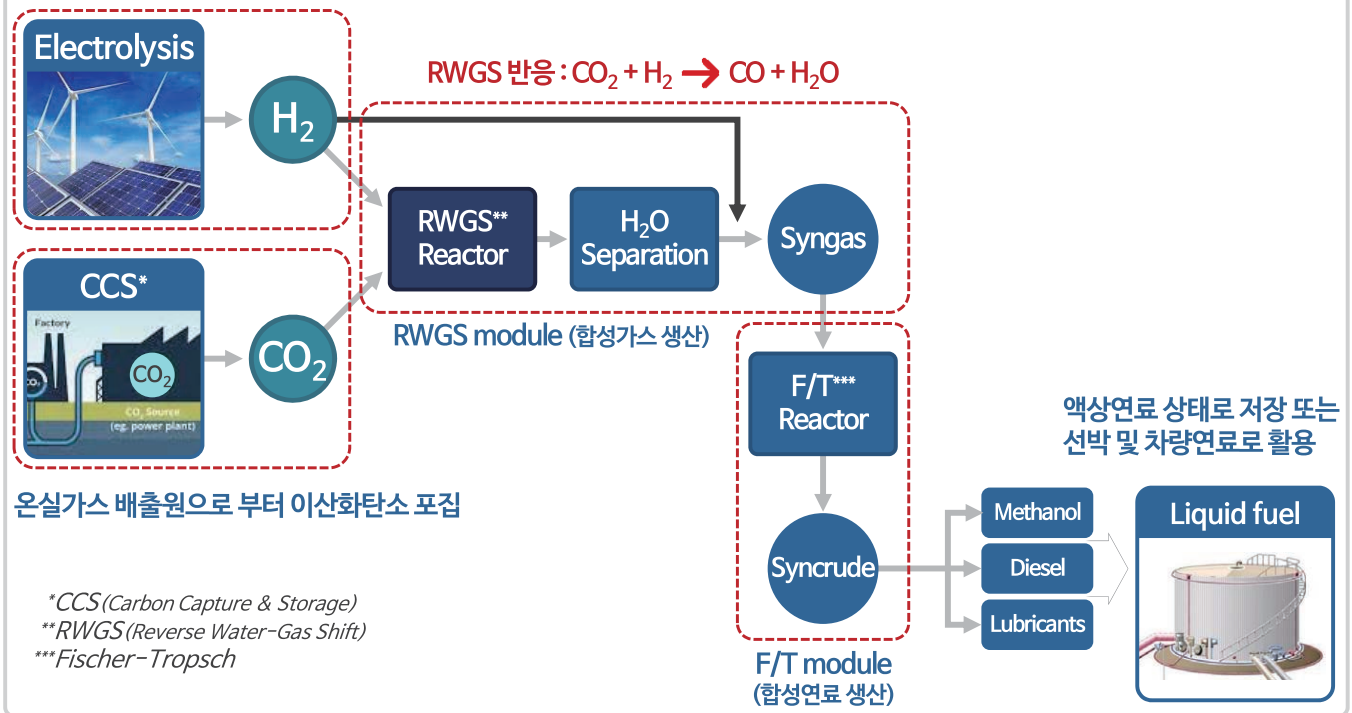 Electrolysis
H₂
RWGS 반응 : CO₂ + H₂ → CO + H₂O
RWGS**
Reactor
H₂O
Separation
Syngas
CCS*
Factory
CO₂
CO₂
CO₂ Source
(eg. power plant)
CO₂
RWGS module (합성가스 생산)
온실가스 배출원으로 부터 이산화탄소 포집
F/T***
Reactor
Syncrude
F/T module
(합성연료 생산)
액상연료 상태로 저장 또는
선박 및 차량연료로 활용
Methanol
Diesel
Lubricants
Liquid fuel
*CCS(Carbon Capture & Storage)
**RWGS(Reverse Water-Gas Shift)
***Fischer-Tropsch